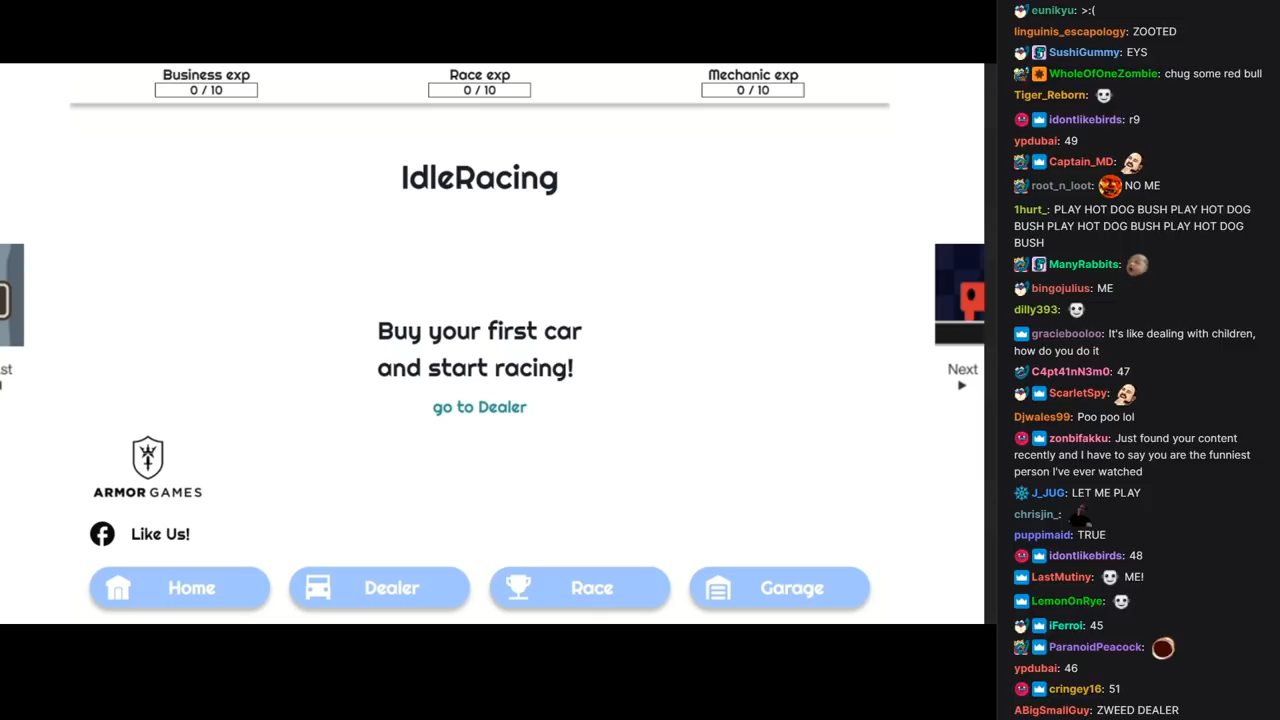 Business exp
0 / 10
Race exp
0 / 10
Mechanic exp
0 / 10
IdleRacing
Buy your first car
and start racing!
go to Dealer
st
Next
ARMOR GAMES
Like Us!
Home
Dealer
Race
Garage
eunikyu: >:(
linguinis_escapology: ZOOTED
SushiGummy: EYS
WholeOfOneZombie: chug some red bull
Tiger_Reborn:
idontlikebirds: r9
ypdubai: 49
Captain_MD:
root_n_loot: NO ME
1hurt_: PLAY HOT DOG BUSH PLAY HOT DOG
BUSH PLAY HOT DOG BUSH PLAY HOT DOG
BUSH
ManyRabbits:
bingojulius: ME
dilly393:
graciebooloo: It's like dealing with children,
how do you do it
C4pt41nN3m0: 47
ScarletSpy:
Djwales99: Poo poo lol
zonbifakku: Just found your content
recently and I have to say you are the funniest
person I've ever watched
J_JUG: LET ME PLAY
chrisjin_:
puppimaid: TRUE
idontlikebirds: 48
LastMutiny: ME!
LemonOnRye:
iFerroi: 45
ParanoidPeacock:
ypdubai: 46
cringey16: 51
ABigSmallGuy: ZWEED DEALER